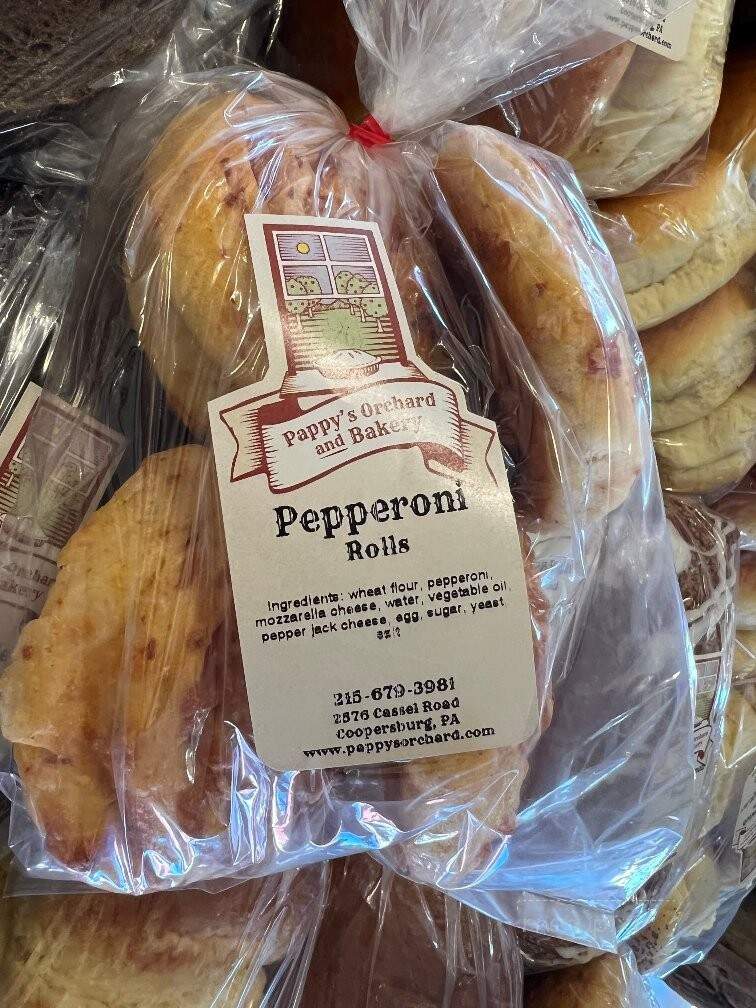 PA
Pappy's Orchard
and Bakery
Pepperoni
Rolls
Ingredients: wheat flour, pepperoni,
mozzarella cheese, water, vegetable oil,
pepper jack cheese, egg, sugar, yeast,
salt
215-679-3981
2576 Cassel Road
Coopersburg, PA
www.pappysorchard.com